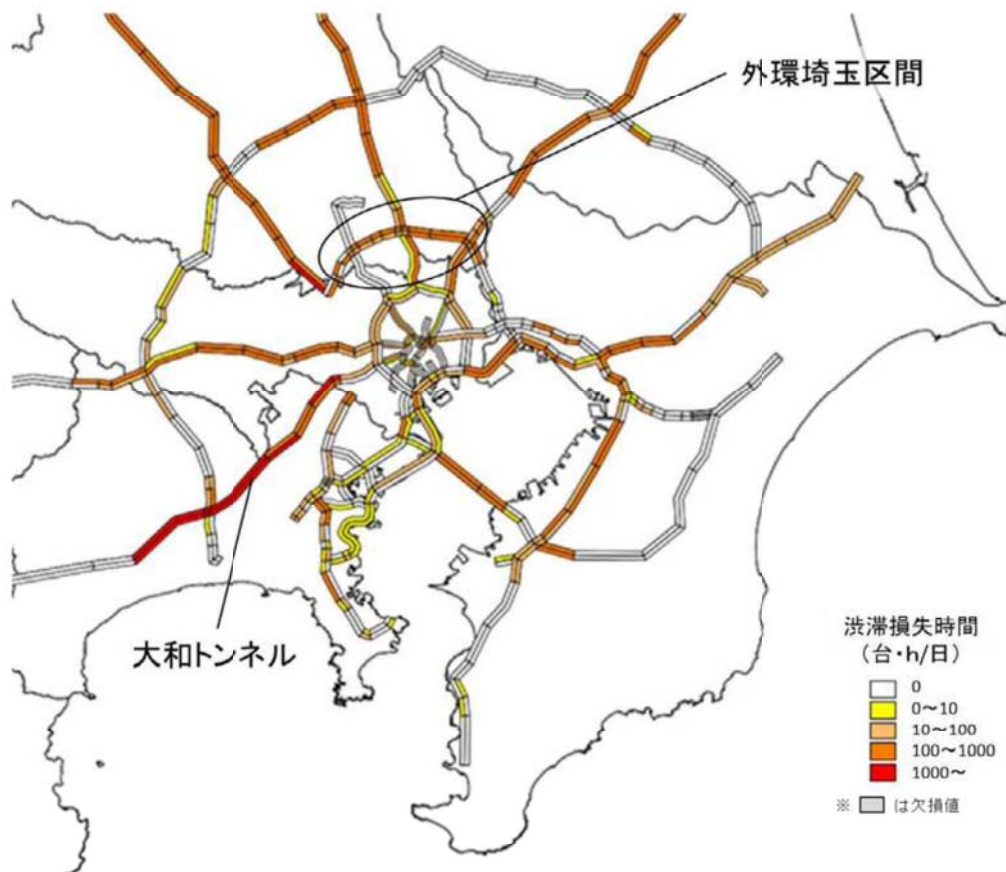 外環埼玉区間
大和トンネル
渋滞損失時間
(台・h/日)
0
0～10
10～100
100～1000
1000～
※ は欠損値